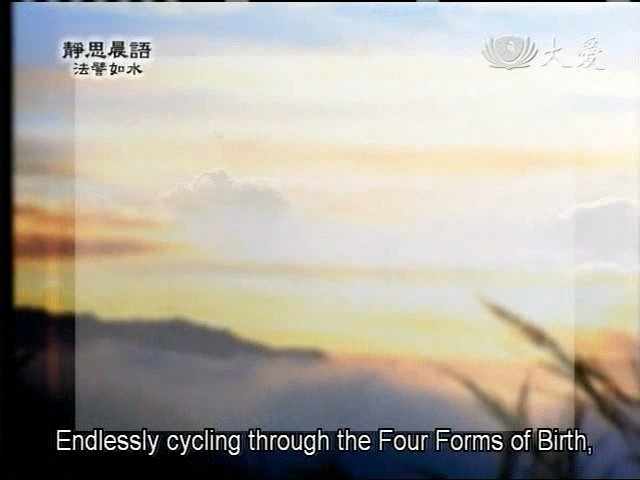 靜思晨語
法譬如水
大愛
Endlessly cycling through the Four Forms of Birth,